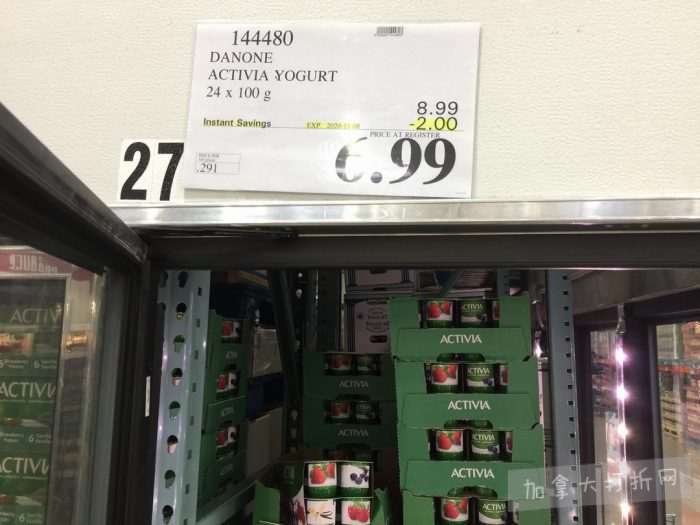 144480
DANONE
ACTIVIA YOGURT
24 x 100 g
8.99
Instant Savings
-2.00
PRICE AT REGISTER
6.99
.291
27
PRODUCE
ACTIVIA
ACTIVIA
ACTIVIA
ACTIVIA
ACTIVIA
ACTIVIA
ACTIVIA
加拿大打折网